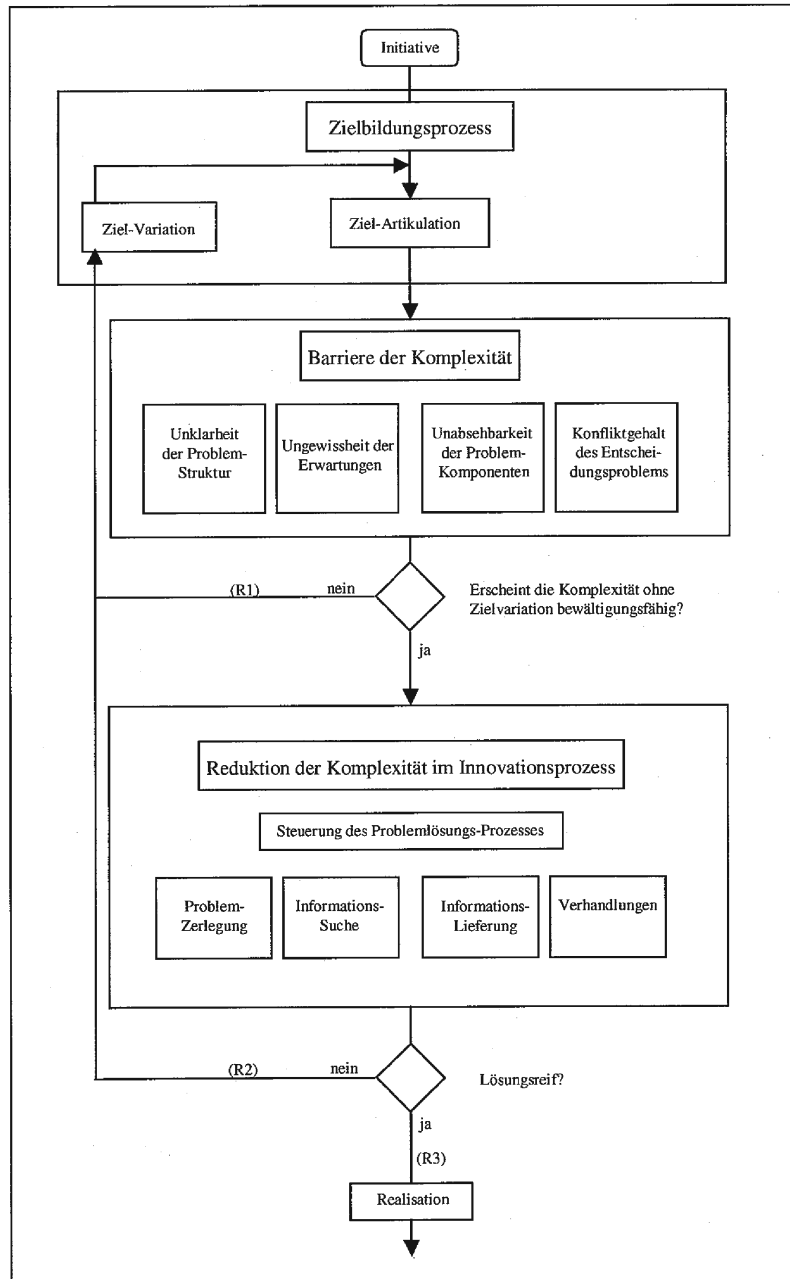 Initiative
Zielbildungsprozess
Ziel-Variation
Ziel-Artikulation
Barriere der Komplexität
Unklarheit
der Problem-
Struktur
Ungewissheit der
Erwartungen
Unabsehbarkeit
der Problem-
Komponenten
Konfliktgehalt
des Entschei-
dungsproblems
(R1)
nein
Erscheint die Komplexität ohne
Zielvariation bewältigungsfähig?
ja
Reduktion der Komplexität im Innovationsprozess
Steuerung des Problemlösungs-Prozesses
Problem-
Zerlegung
Informations-
Suche
Informations-
Lieferung
Verhandlungen
(R2)
nein
Lösungsreif?
ja
(R3)
Realisation